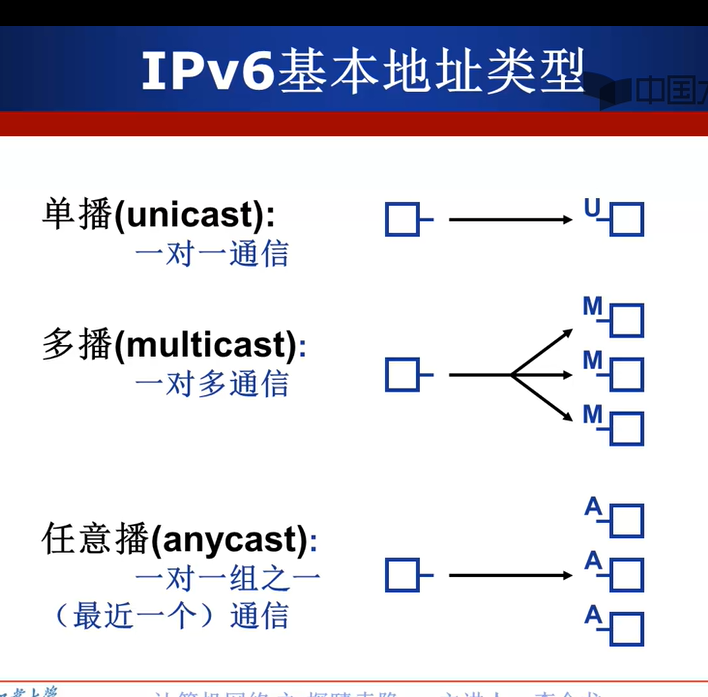 IPv6基本地址类型
中国大
单播(unicast):
一对一通信
U
多播(multicast):
一对多通信
M
M
M
任意播(anycast):
一对一组之一
（最近一个）通信
A
A
A